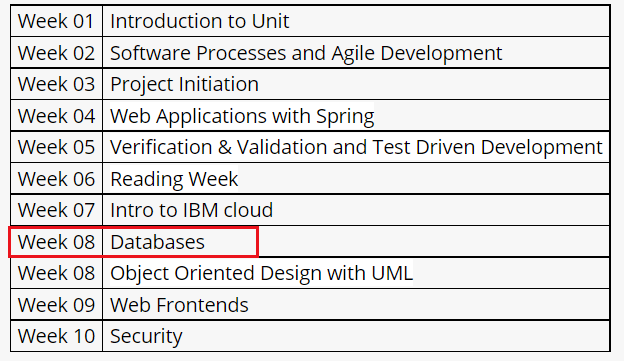 Week 01 Introduction to Unit
Week 02 Software Processes and Agile Development
Week 03 Project Initiation
Week 04 Web Applications with Spring
Week 05 Verification & Validation and Test Driven Development
Week 06 Reading Week
Week 07 Intro to IBM cloud
Week 08 Databases
Week 08 Object Oriented Design with UML
Week 09 Web Frontends
Week 10 Security